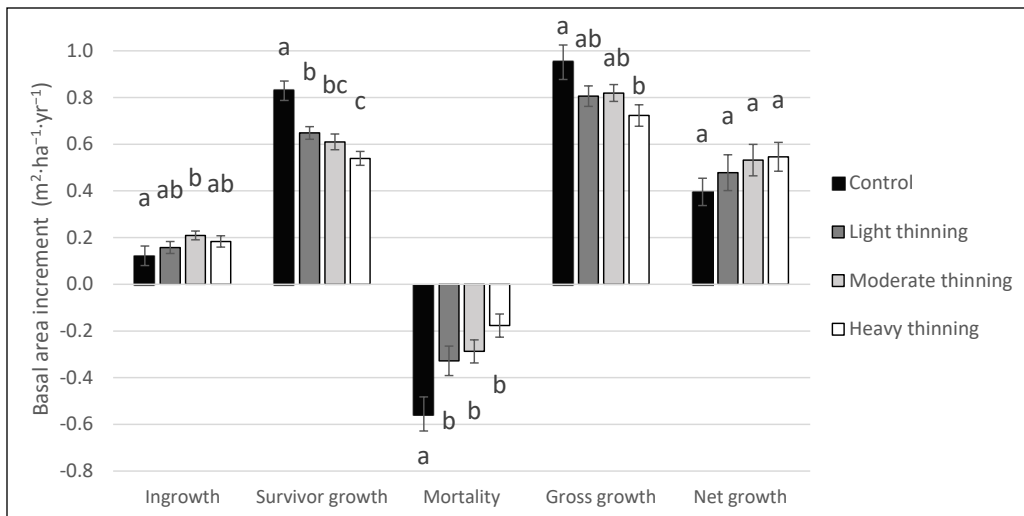 Basal area increment (m²·ha⁻¹·yr⁻¹)
1.0
0.8
0.6
0.4
0.2
0.0
-0.2
-0.4
-0.6
-0.8
a ab b ab
a b bc c
a b b b
a ab ab b
a a a a
Ingrowth Survivor growth Mortality Gross growth Net growth
Control
Light thinning
Moderate thinning
Heavy thinning